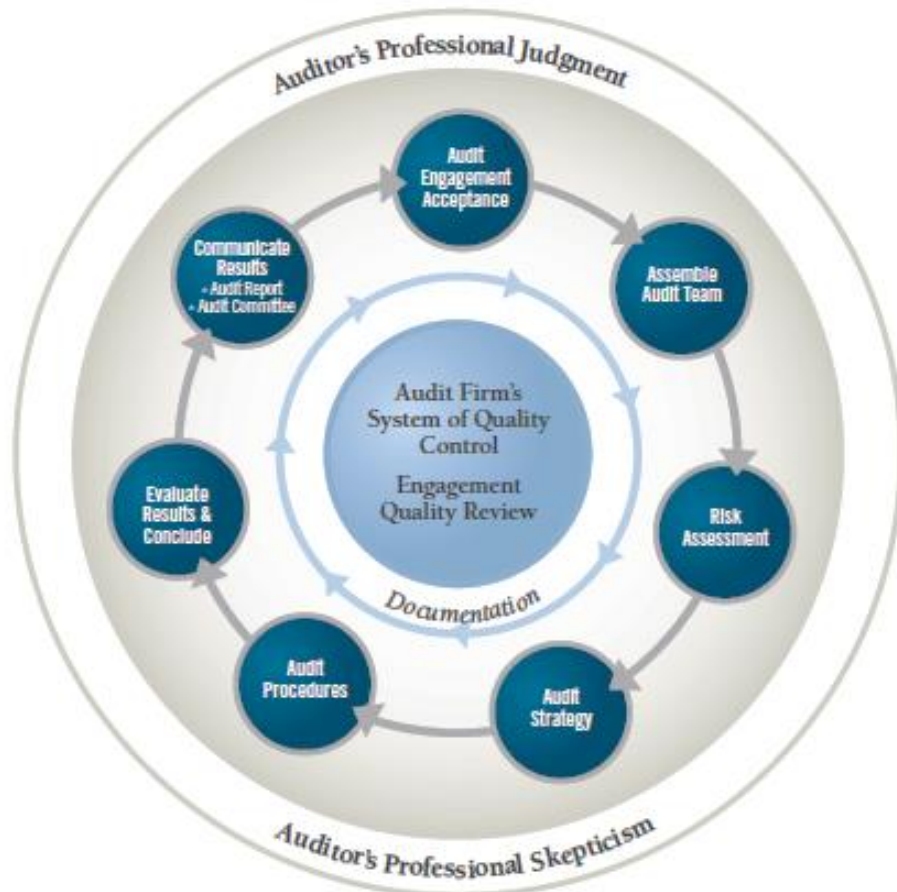 Auditor's Professional Judgment
Audit
Engagement
Acceptance
Assemble
Audit Team
Risk
Assessment
Audit
Strategy
Audit
Procedures
Evaluate
Results &
Conclude
Communicate
Results
• Audit Report
• Audit Committee
Audit Firm's
System of Quality
Control
Engagement
Quality Review
Documentation
Auditor's Professional Skepticism